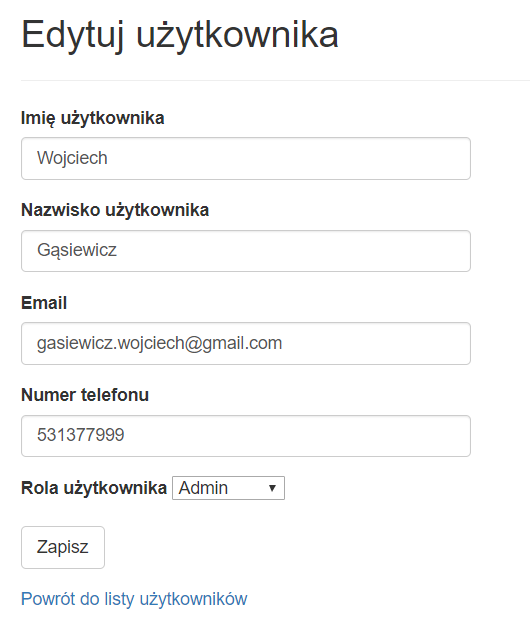 Edytuj użytkownika
Imię użytkownika
Wojciech
Nazwisko użytkownika
Gąsiewicz
Email
gasiewicz.wojciech@gmail.com
Numer telefonu
531377999
Rola użytkownika Admin
Zapisz
Powrót do listy użytkowników